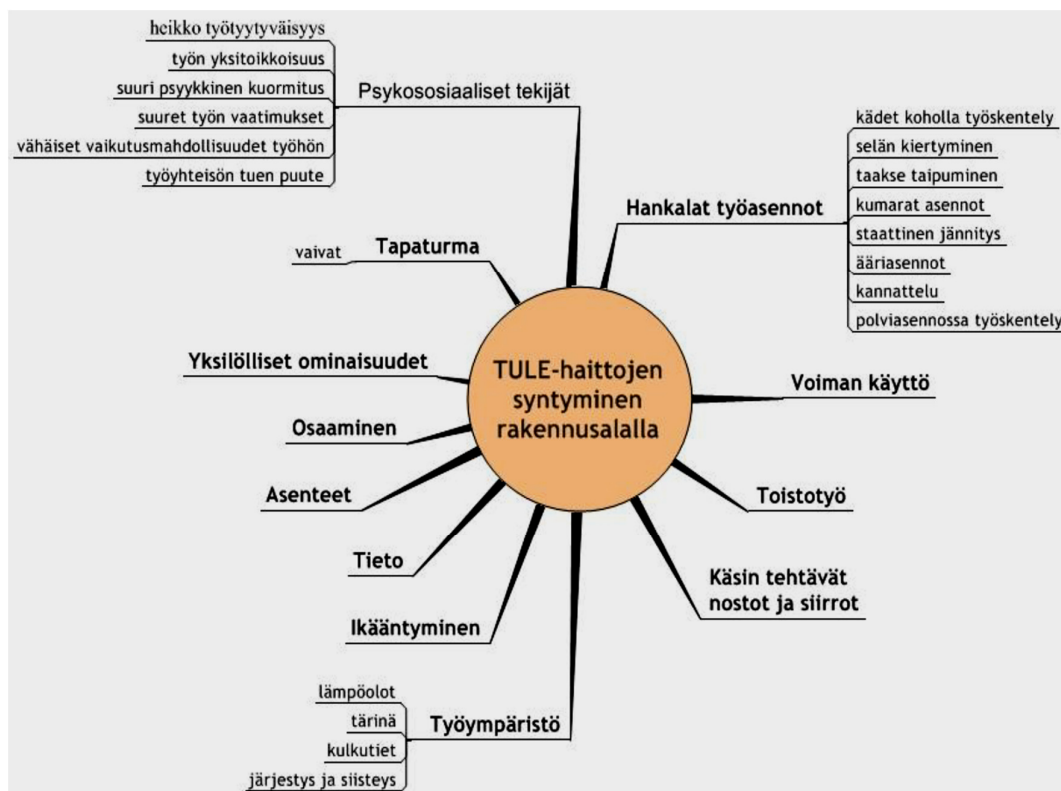 heikko työtyytyväisyys
työn yksitoikkoisuus
suuri psyykkinen kuormitus
suuret työn vaatimukset
vähäiset vaikutusmahdollisuudet työhön
työyhteisön tuen puute
Psykososiaaliset tekijät
kädet koholla työskentely
selän kiertyminen
taakse taipuminen
kumarat asennot
staattinen jännitys
ääriasennot
kannattelu
polviasennossa työskentely
Hankalat työasennot
vaivat
Tapaturma
Yksilölliset ominaisuudet
Osaaminen
Asenteet
Tieto
Ikääntyminen
TULE-haittojen
syntyminen
rakennusalalla
Voiman käyttö
Toistotyö
Käsin tehtävät
nostot ja siirrot
lämpöolot
tärinä
kulkutiet
järjestys ja siisteys
Työympäristö